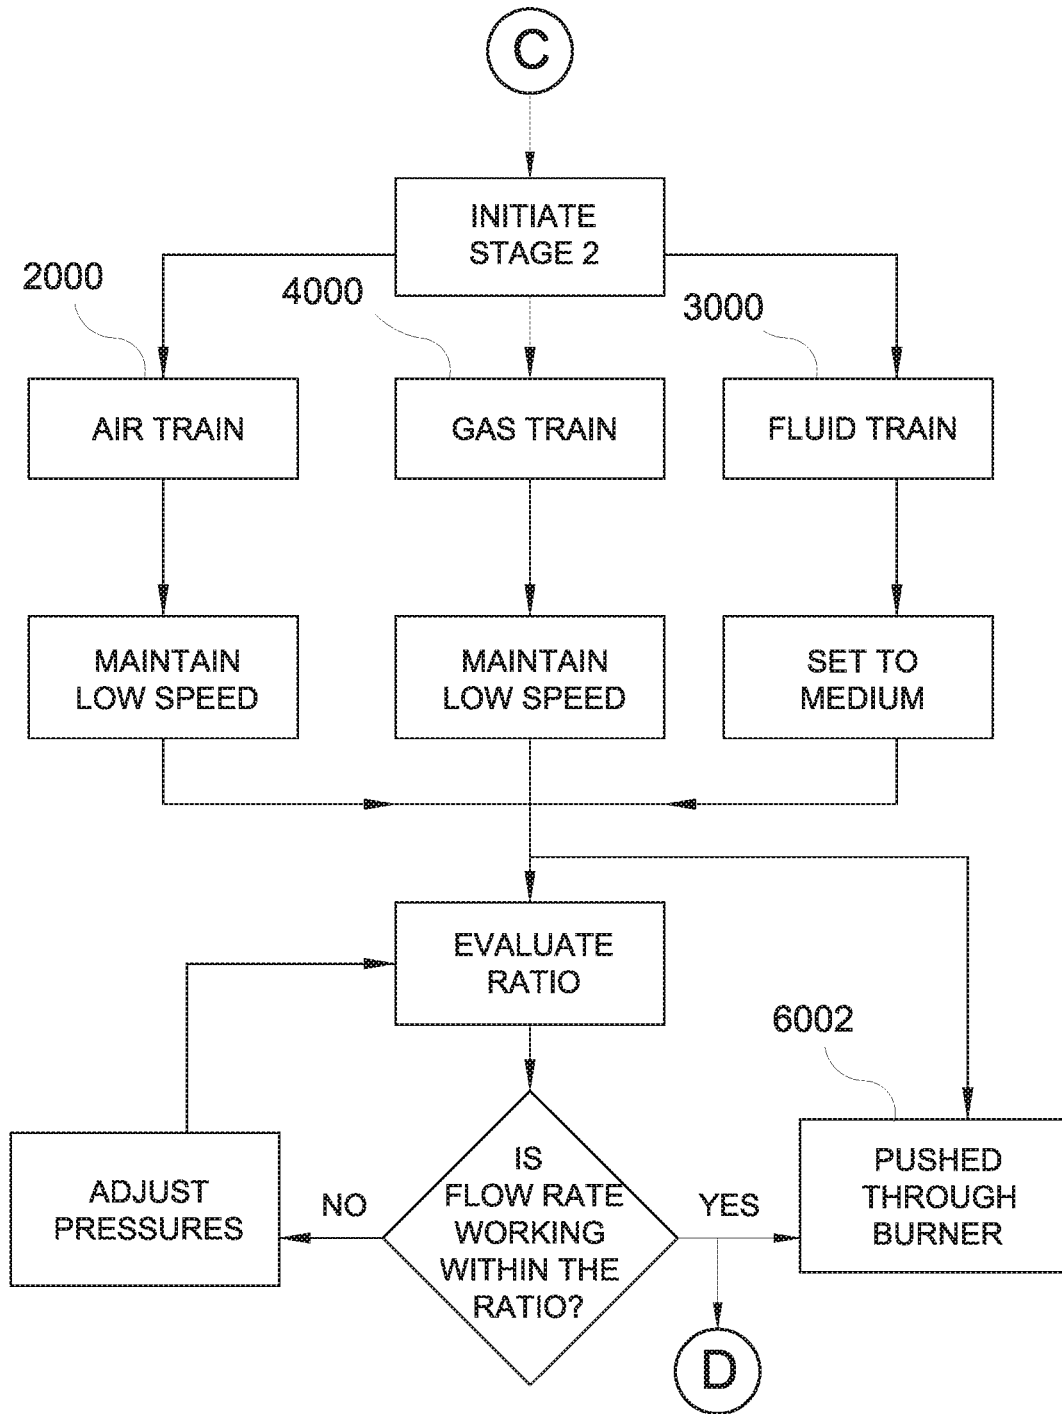 C
INITIATE
STAGE 2
2000
4000
3000
AIR TRAIN
GAS TRAIN
FLUID TRAIN
MAINTAIN
LOW SPEED
MAINTAIN
LOW SPEED
SET TO
MEDIUM
EVALUATE
RATIO
6002
ADJUST
PRESSURES
NO
IS
FLOW RATE
WORKING
WITHIN THE
RATIO?
YES
PUSHED
THROUGH
BURNER
D